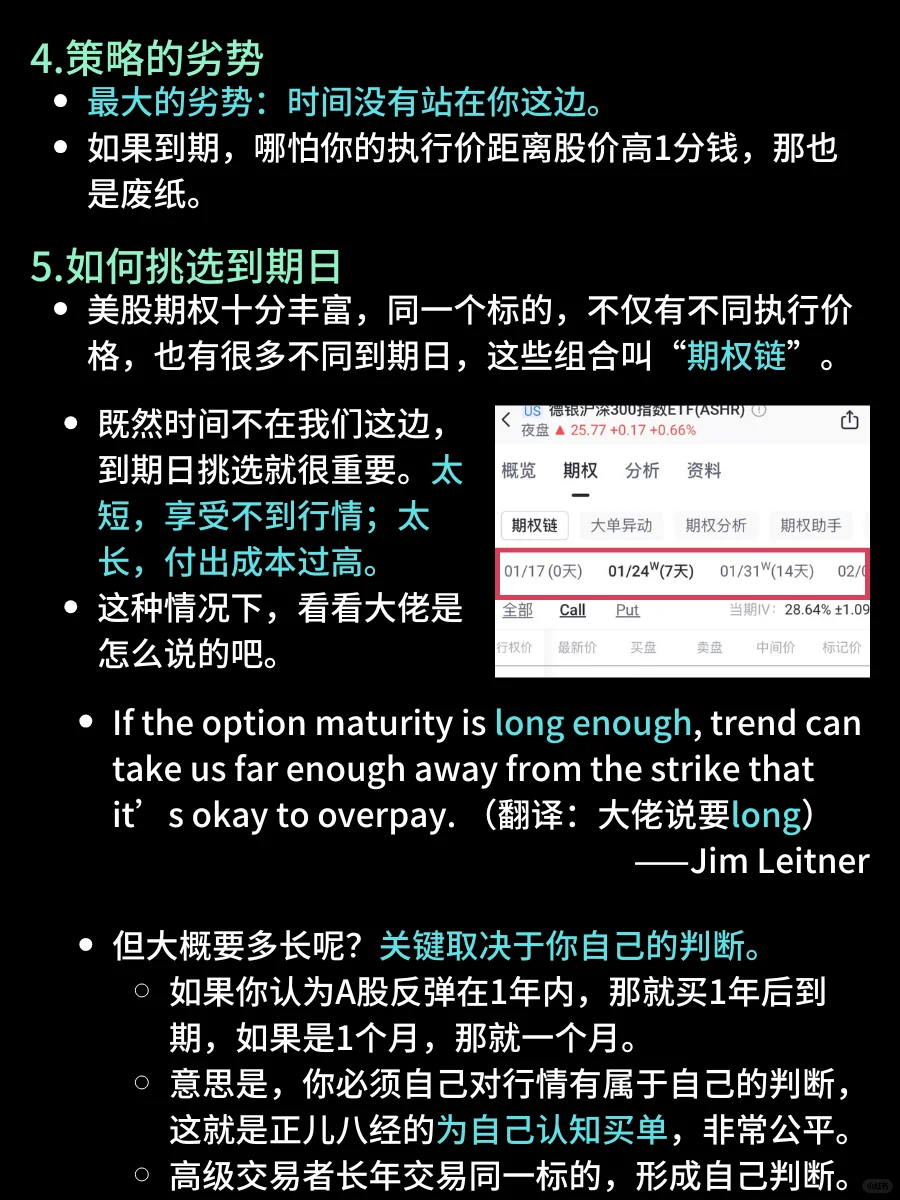 4.策略的劣势
最大的劣势：时间没有站在你这边。
如果到期，哪怕你的执行价距离股价高1分钱，那也
是废纸。
5.如何挑选到期日
美股期权十分丰富，同一个标的，不仅有不同执行价
格，也有很多不同到期日，这些组合叫“期权链”。
既然时间不在我们这边，
到期日挑选就很重要。太
短，享受不到行情；太
长，付出成本过高。
这种情况下，看看大佬是
怎么说的吧。
US 德银沪深300指数ETF(ASHR)
夜盘 ▲ 25.77 +0.17 +0.66%
概览 期权 分析 资料
期权链 大单异动 期权分析 期权助手
01/17(0天) 01/24W(7天) 01/31W(14天) 02/0
全部 Call Put 当期IV: 28.64% ±1.09
行权价 最新价 买盘 卖盘 中间价 标记价
If the option maturity is long enough, trend can
take us far enough away from the strike that
it’s okay to overpay. （翻译：大佬说要long）
——Jim Leitner
但大概要多长呢？关键取决于你自己的判断。
如果你认为A股反弹在1年内，那就买1年后到
期，如果是1个月，那就一个月。
意思是，你必须自己对行情有属于自己的判断，
这就是正儿八经的为自己认知买单，非常公平。
高级交易者长年交易同一标的，形成自己判断。
小红书